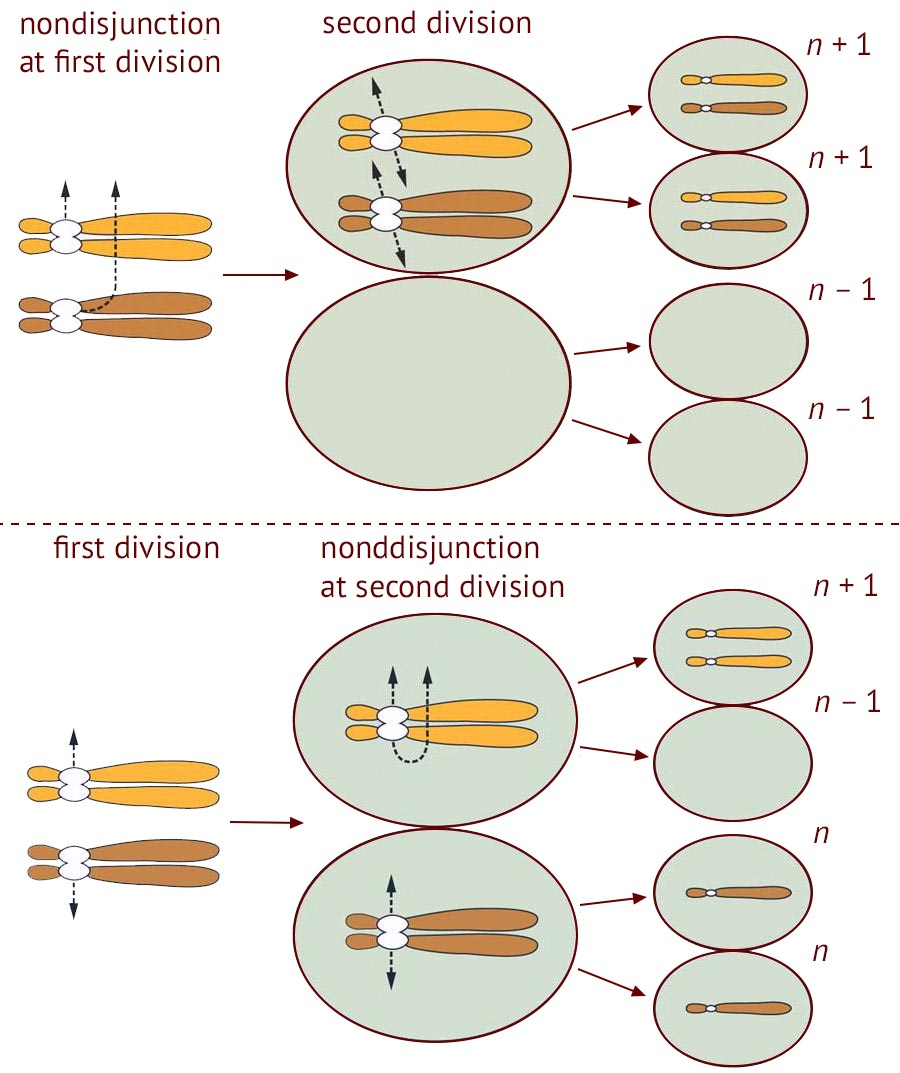 nondisjunction
at first division
second division
n + 1
n + 1
n – 1
n – 1
first division
nonddisjunction
at second division
n + 1
n – 1
n
n